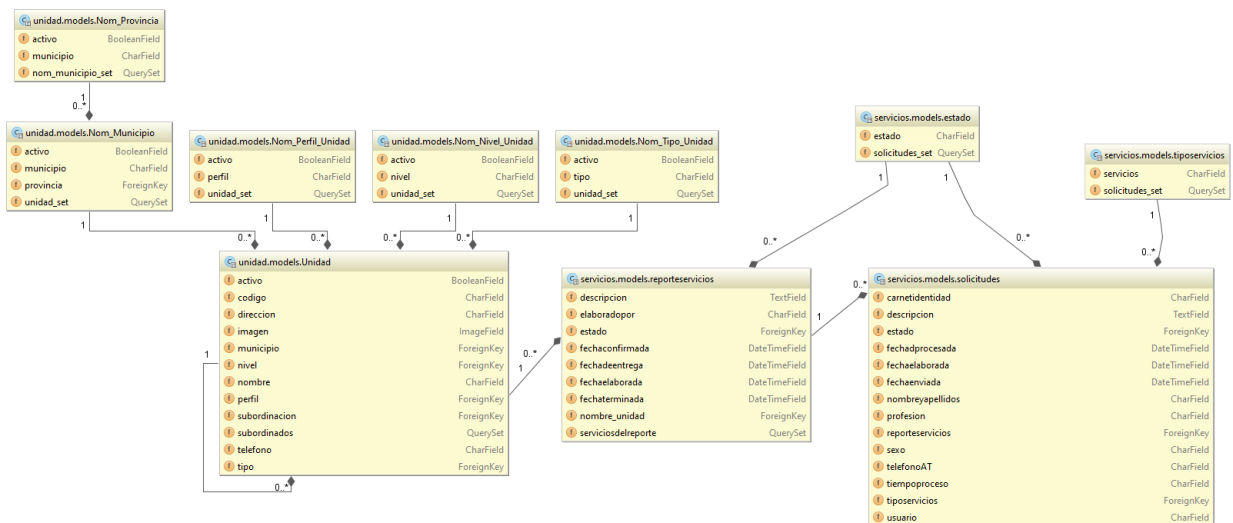 unidad.models.Nom_Provincia
activo BooleanField
municipio CharField
nom_municipio_set QuerySet
1
0..*
unidad.models.Nom_Municipio
activo BooleanField
municipio CharField
provincia ForeignKey
unidad_set QuerySet
unidad.models.Nom_Perfil_Unidad
activo BooleanField
perfil CharField
unidad_set QuerySet
unidad.models.Nom_Nivel_Unidad
activo BooleanField
nivel CharField
unidad_set QuerySet
unidad.models.Nom_Tipo_Unidad
activo BooleanField
tipo CharField
unidad_set QuerySet
servicios.models.estado
estado CharField
solicitudes_set QuerySet
servicios.models.tiposervicios
servicios CharField
solicitudes_set QuerySet
1
1
1
1
0..*
0..*
0..*
0..*
1
1
1
0..*
0..*
0..*
unidad.models.Unidad
activo BooleanField
codigo CharField
direccion CharField
imagen ImageField
municipio ForeignKey
nivel ForeignKey
nombre CharField
perfil ForeignKey
subordinacion ForeignKey
subordinados QuerySet
telefono CharField
tipo ForeignKey
1
0..*
0..*
1
servicios.models.reporteservicios
descripcion TextField
elaboradopor CharField
estado ForeignKey
fechaconfirmada DateTimeField
fechadeentrega DateTimeField
fechaelaborada DateTimeField
fechaterminada DateTimeField
nombre_unidad ForeignKey
serviciosdelreporte QuerySet
0..*
1
servicios.models.solicitudes
carnetidentidad CharField
descripcion TextField
estado ForeignKey
fechadprocesada DateTimeField
fechaelaborada DateTimeField
fechaenviada DateTimeField
nombreyapellidos CharField
profesion CharField
reporteservicios ForeignKey
sexo CharField
telefonoAT CharField
tiempoproceso CharField
tiposervicios ForeignKey
usuario CharField